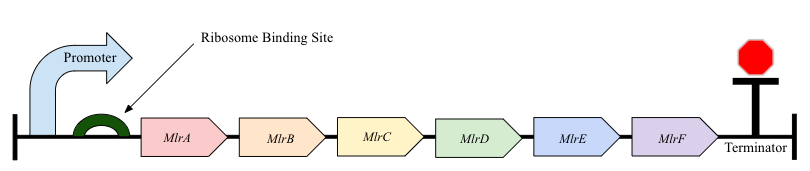 Ribosome Binding Site
Promoter
MlrA
MlrB
MlrC
MlrD
MlrE
MlrF
Terminator